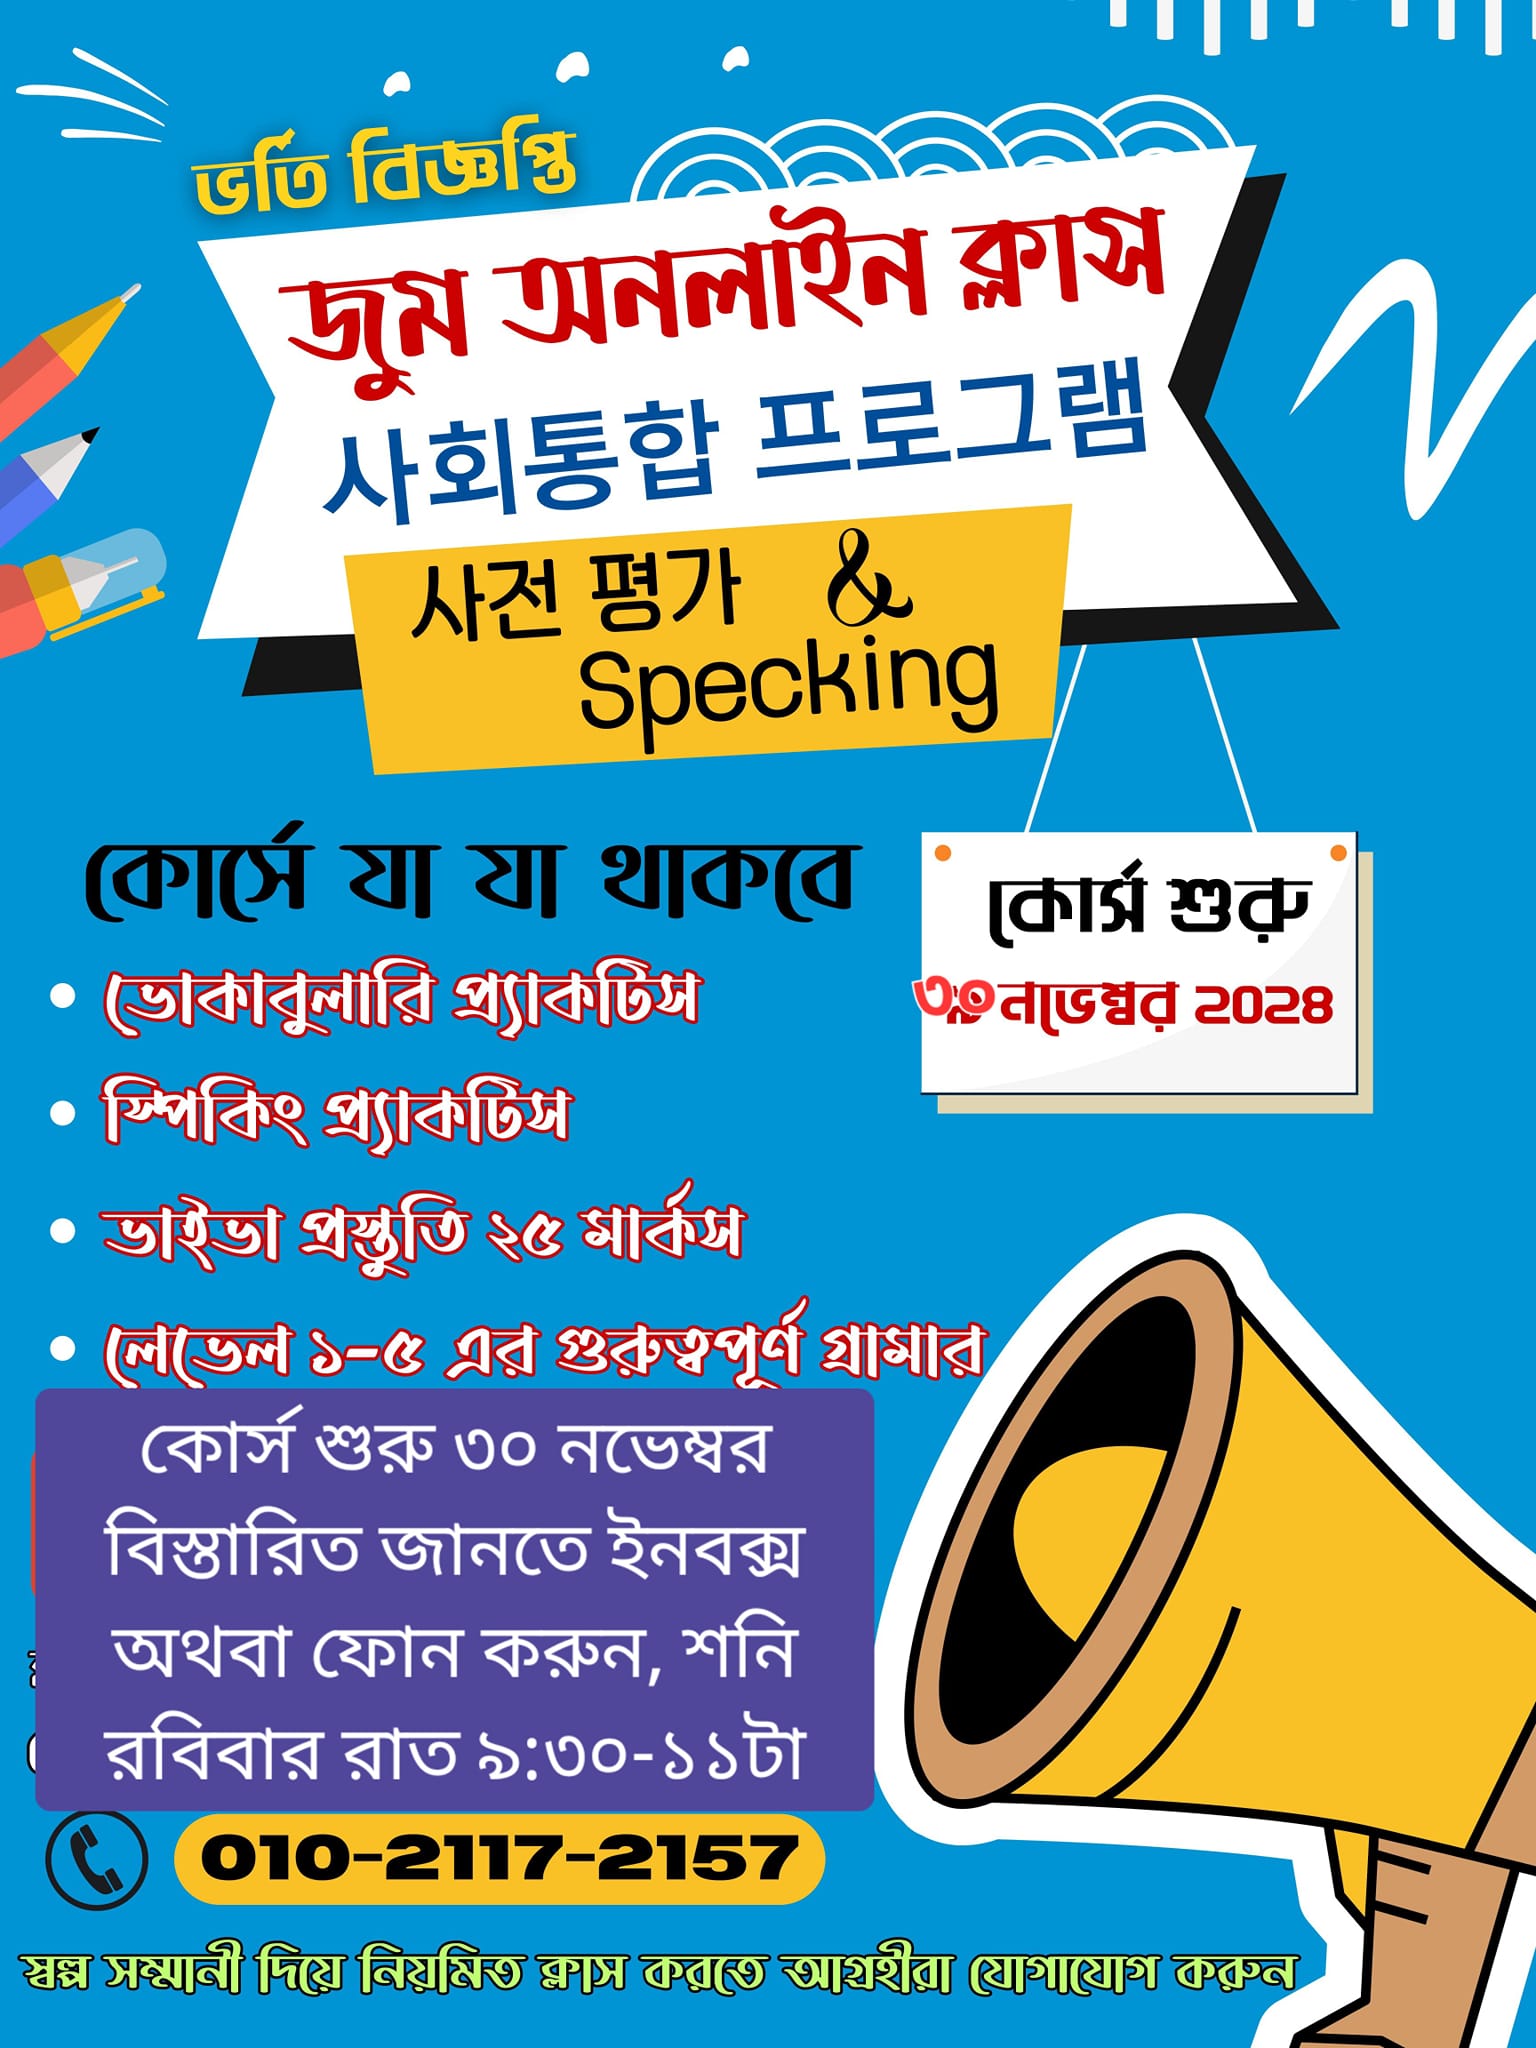 ভর্তি বিজ্ঞপ্তি
জুম অনলাইন ক্লাস
사회통합 프로그램
사전 평가 &
Specking
কোর্সে যা যা থাকবে
কোর্স শুরু
৩০ নভেম্বর ২০২৪
• ভোকাবুলারি প্র্যাকটিস
• স্পিকিং প্র্যাকটিস
• ভাইভা প্রস্তুতি ২৫ মার্কস
• লেভেল ১-৫ এর গুরুত্বপূর্ণ গ্রামার
কোর্স শুরু ৩০ নভেম্বর
বিস্তারিত জানতে ইনবক্স
অথবা ফোন করুন, শনি
রবিবার রাত ৯:৩০-১১টা
010-2117-2157
স্বল্প সম্মানী দিয়ে নিয়মিত ক্লাস করতে আগ্রহীরা যোগাযোগ করুন